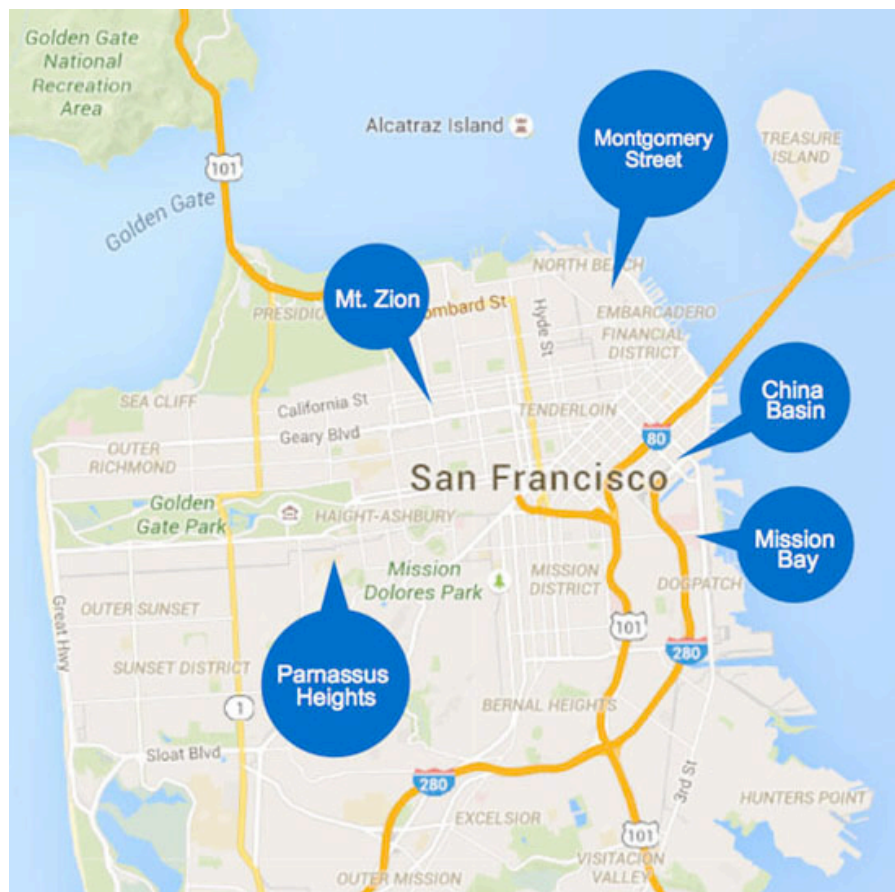 Golden Gate
National
Recreation
Area
Alcatraz Island
Montgomery
Street
TREASURE
ISLAND
101
Golden Gate
NORTH BEACH
Mt. Zion
PRESIDIO
ombard St
Hyde St
EMBARCADERO
FINANCIAL
DISTRICT
China
Basin
SEA CLIFF
California St
TENDERLOIN
Geary Blvd
80
OUTER
RICHMOND
San Francisco
Golden
Gate Park
HAIGHT-ASHBURY
Mission
Bay
Mission
Dolores Park
MISSION
DISTRICT
DOGPATCH
Great Hwy
OUTER SUNSET
101
280
SUNSET DISTRICT
Parnassus
Heights
1
BERNAL HEIGHTS
Sloat Blvd
280
3rd St
HUNTERS POINT
EXCELSIOR
101
OUTER MISSION
VISITACION
VALLEY